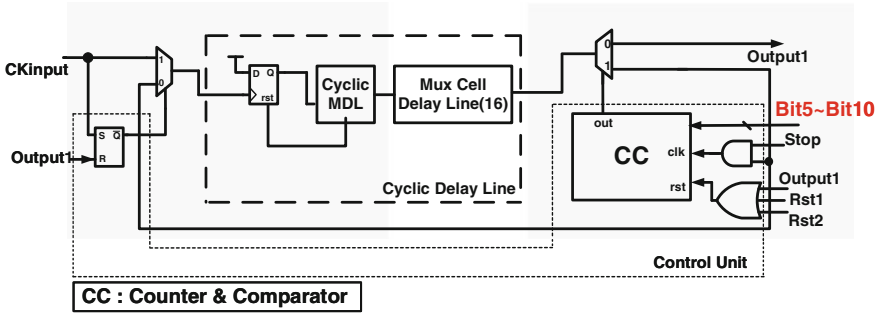 CKinput
1
0
S Q
R
Output1
D Q
rst
Cyclic
MDL
Mux Cell
Delay Line(16)
Cyclic Delay Line
0
1
Output1
out
CC
clk
rst
Bit5~Bit10
Stop
Output1
Rst1
Rst2
Control Unit
CC : Counter & Comparator